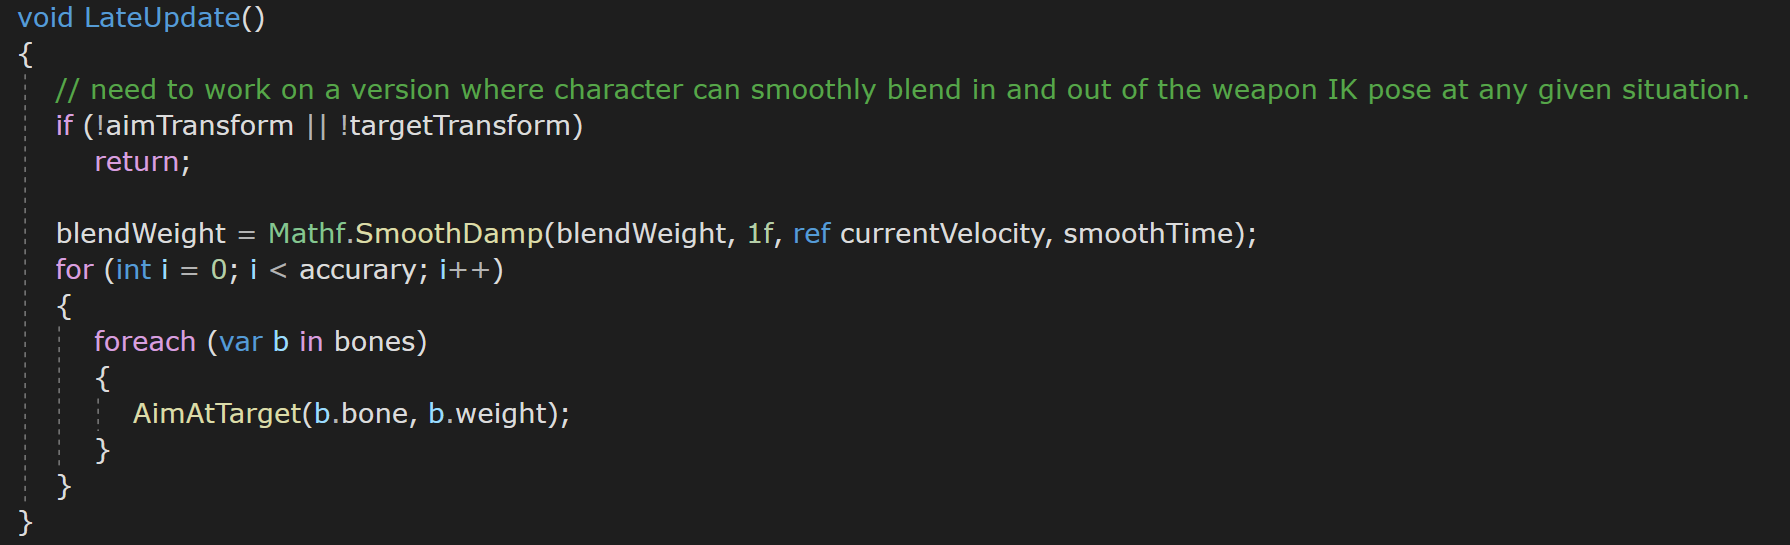 void LateUpdate()
{
// need to work on a version where character can smoothly blend in and out of the weapon IK pose at any given situation.
if (!aimTransform || !targetTransform)
return;
blendWeight = Mathf.SmoothDamp(blendWeight, 1f, ref currentVelocity, smoothTime);
for (int i = 0; i < accurary; i++)
{
foreach (var b in bones)
{
AimAtTarget(b.bone, b.weight);
}
}
}